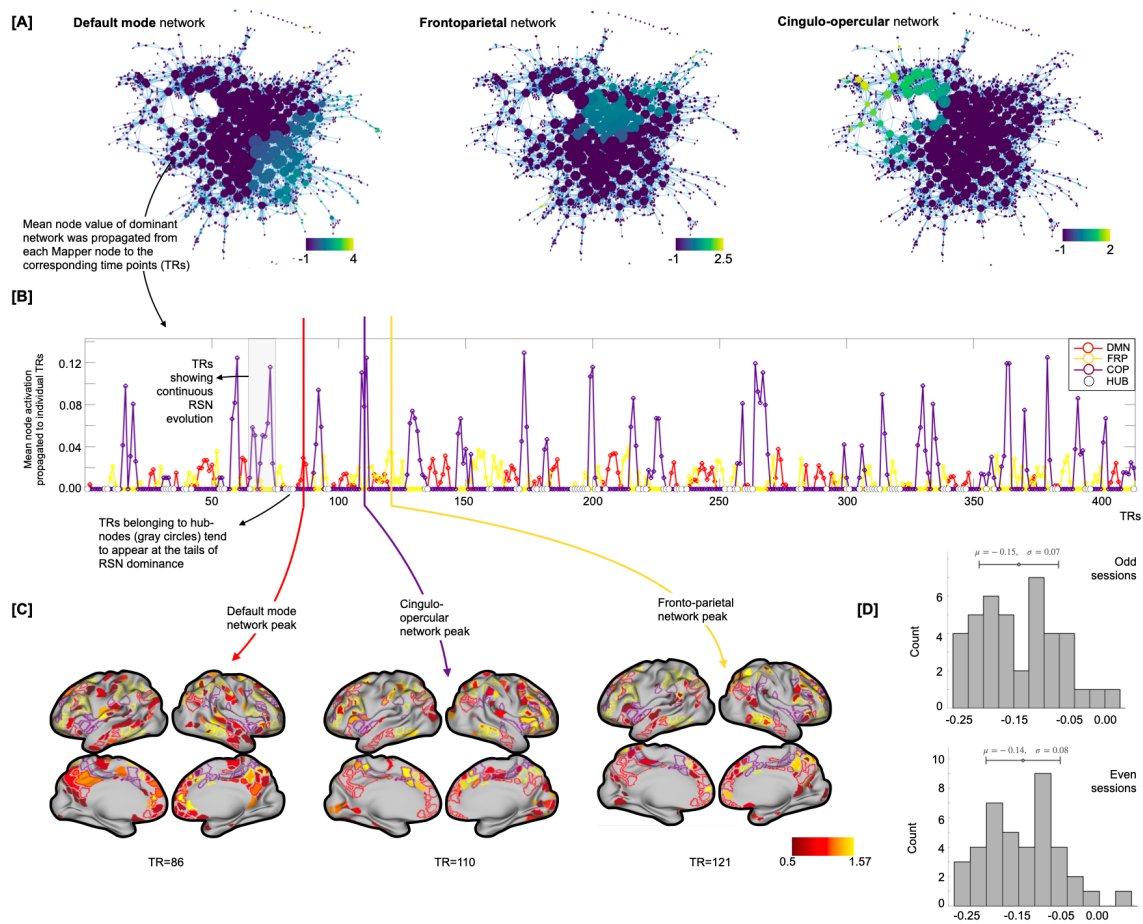 [A]
Default mode network
Frontoparietal network
Cingulo-opercular network
Mean node value of dominant
network was propagated from
each Mapper node to the
corresponding time points (TRs)
-1 4
-1 2.5
-1 2
[B]
Mean node activation
propagated to individual TRs
0.12
0.08
0.04
0.00
TRs
showing
continuous
RSN
evolution
DMN
FRP
COP
HUB
50 100 150 200 250 300 350 400
TRs
TRs belonging to hub-
nodes (gray circles) tend
to appear at the tails of
RSN dominance
[C]
Default mode
network peak
Cingulo-
opercular
network peak
Fronto-parietal
network peak
TR=86
TR=110
TR=121
0.5 1.57
[D]
μ = − 0.15, σ = 0.07
Odd
sessions
Count
6
4
2
0
-0.25 -0.15 -0.05 0.00
μ = − 0.14, σ = 0.08
Even
sessions
Count
10
8
6
4
2
0
-0.25 -0.15 -0.05 0.00